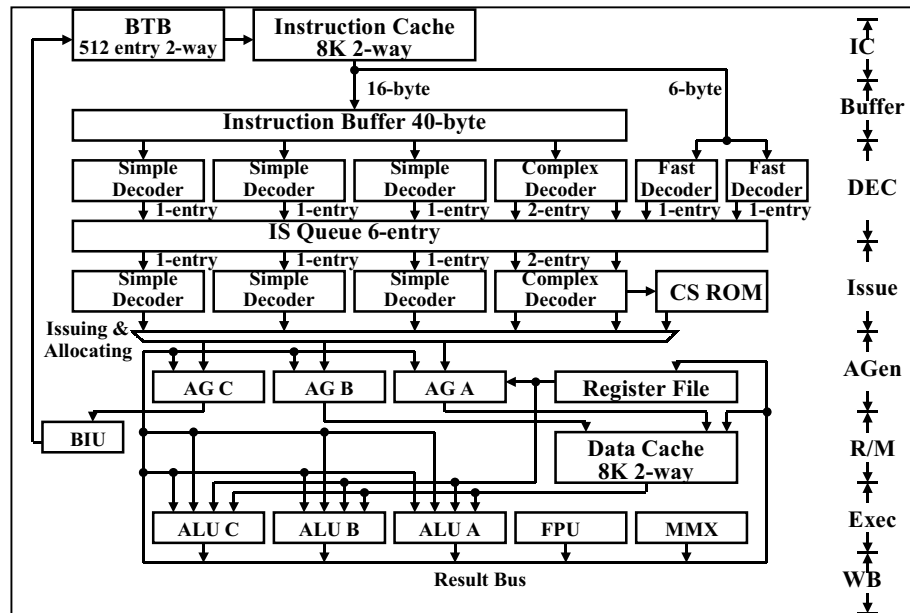 BTB
512 entry 2-way
Instruction Cache
8K 2-way
IC
16-byte
6-byte
Buffer
Instruction Buffer 40-byte
Simple
Decoder
Simple
Decoder
Simple
Decoder
Complex
Decoder
Fast
Decoder
Fast
Decoder
DEC
1-entry
1-entry
1-entry
2-entry
1-entry
1-entry
IS Queue 6-entry
1-entry
1-entry
1-entry
2-entry
Simple
Decoder
Simple
Decoder
Simple
Decoder
Complex
Decoder
CS ROM
Issue
Issuing &
Allocating
AG C
AG B
AG A
Register File
AGen
BIU
Data Cache
8K 2-way
R/M
ALU C
ALU B
ALU A
FPU
MMX
Exec
Result Bus
WB